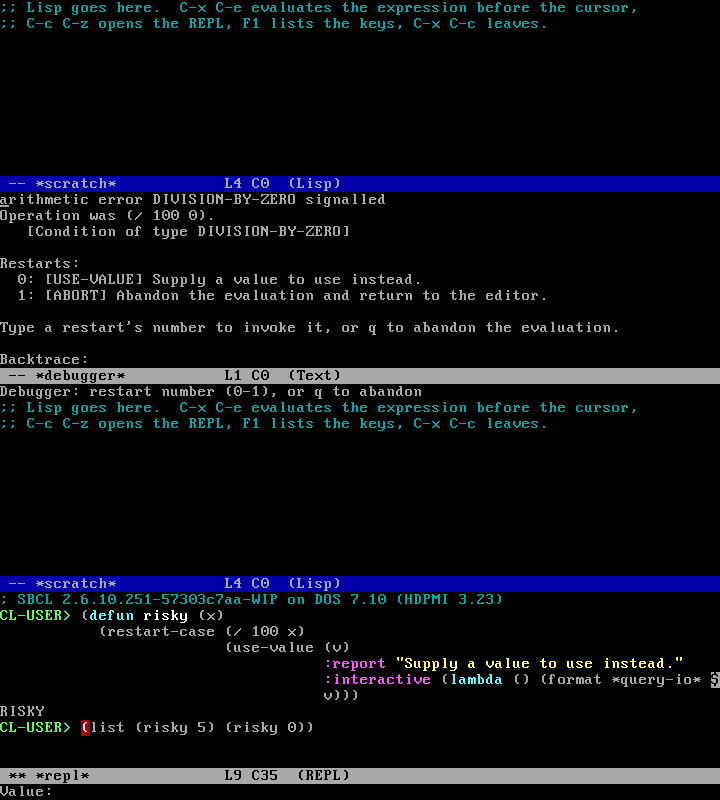 ;; Lisp goes here.  C-x C-e evaluates the expression before the cursor,
;; C-c C-z opens the REPL, F1 lists the keys, C-x C-c leaves.
-- *scratch*            L4 C0  (Lisp)
arithmetic error DIVISION-BY-ZERO signalled
Operation was (/ 100 0).
   [Condition of type DIVISION-BY-ZERO]
Restarts:
  0: [USE-VALUE] Supply a value to use instead.
  1: [ABORT] Abandon the evaluation and return to the editor.
Type a restart's number to invoke it, or q to abandon the evaluation.
Backtrace:
-- *debugger*           L1 C0  (Text)
Debugger: restart number (0-1), or q to abandon
;; Lisp goes here.  C-x C-e evaluates the expression before the cursor,
;; C-c C-z opens the REPL, F1 lists the keys, C-x C-c leaves.
-- *scratch*            L4 C0  (Lisp)
; SBCL 2.6.10.251-57303c7aa-WIP on DOS 7.10 (HDPMI 3.23)
CL-USER> (defun risky (x)
           (restart-case (/ 100 x)
                         (use-value (v)
                                    :report "Supply a value to use instead."
                                    :interactive (lambda () (format *query-io* $
                                    v)))
RISKY
CL-USER> (list (risky 5) (risky 0))
** *repl*               L9 C35  (REPL)
Value: